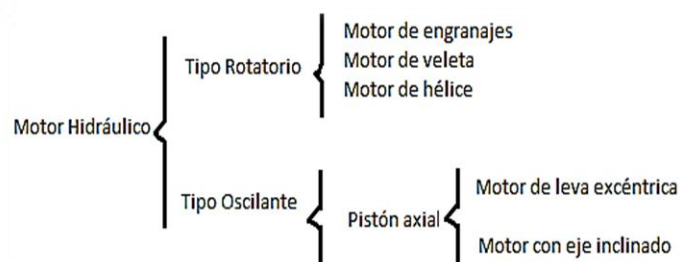 Motor Hidráulico
Tipo Rotatorio
Motor de engranajes
Motor de veleta
Motor de hélice
Tipo Oscilante
Pistón axial
Motor de leva excéntrica
Motor con eje inclinado